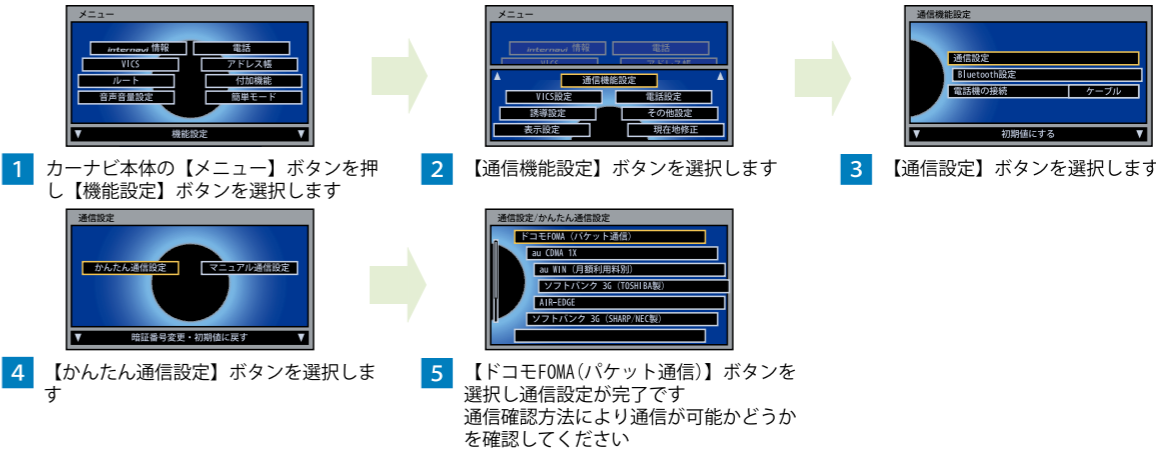 メニュー
internavi 情報
電話
VICS
アドレス帳
ルート
付加機能
音声音量設定
簡単モード
▼ 機能設定 ▼
1 カーナビ本体の【メニュー】ボタンを押
し【機能設定】ボタンを選択します
メニュー
internavi 情報
電話
VICS
アドレス帳
▲ 通信機能設定 ▲
VICS設定
電話設定
誘導設定
その他設定
表示設定
現在地修正
2 【通信機能設定】ボタンを選択します
通信機能設定
通信設定
Bluetooth設定
電話機の接続 ケーブル
▼ 初期値にする ▼
3 【通信設定】ボタンを選択します
通信設定
かんたん通信設定
マニュアル通信設定
▼ 暗証番号変更・初期値に戻す ▼
4 【かんたん通信設定】ボタンを選択しま
す
通信設定/かんたん通信設定
ドコモFOMA（パケット通信）
au CDMA 1X
au WIN（月額利用料別）
ソフトバンク 3G（TOSHIBA製）
AIR-EDGE
ソフトバンク 3G（SHARP/NEC製）
5 【ドコモFOMA(パケット通信)】ボタンを
選択し通信設定が完了です
通信確認方法により通信が可能かどうか
を確認してください